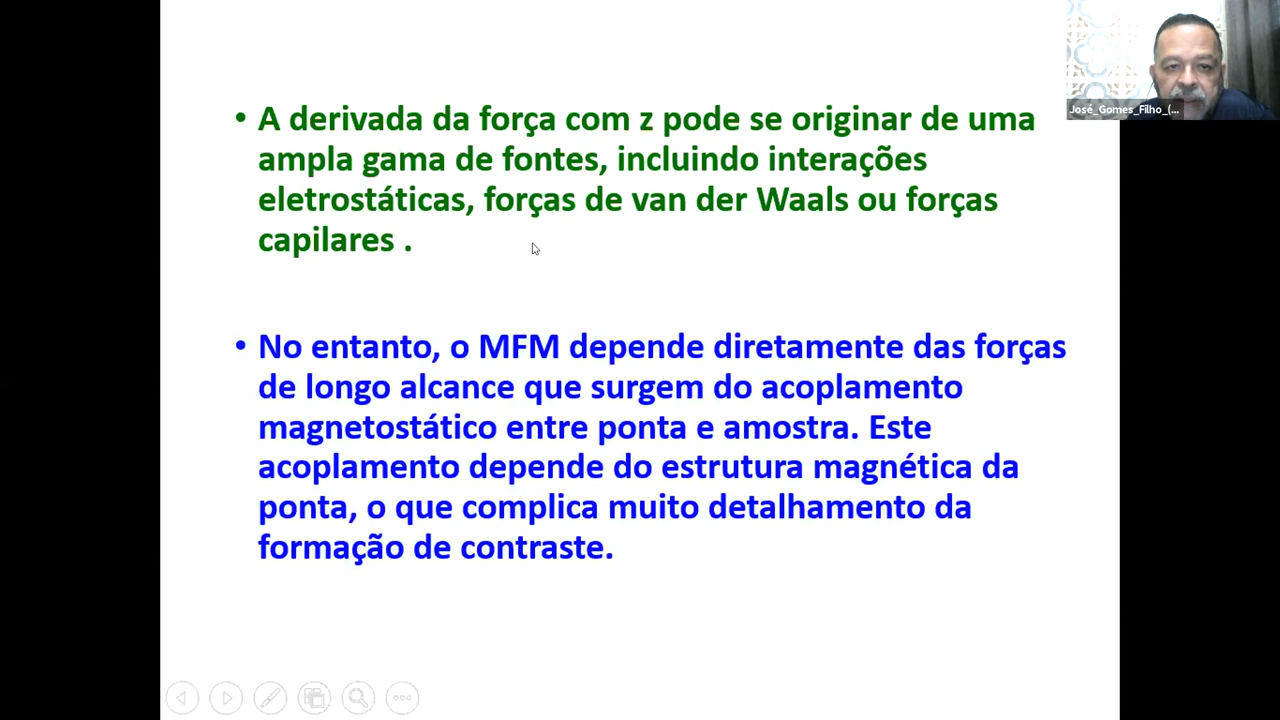 José_Gomes_Filho_(...
• A derivada da força com z pode se originar de uma
ampla gama de fontes, incluindo interações
eletrostáticas, forças de van der Waals ou forças
capilares .
• No entanto, o MFM depende diretamente das forças
de longo alcance que surgem do acoplamento
magnetostático entre ponta e amostra. Este
acoplamento depende do estrutura magnética da
ponta, o que complica muito detalhamento da
formação de contraste.